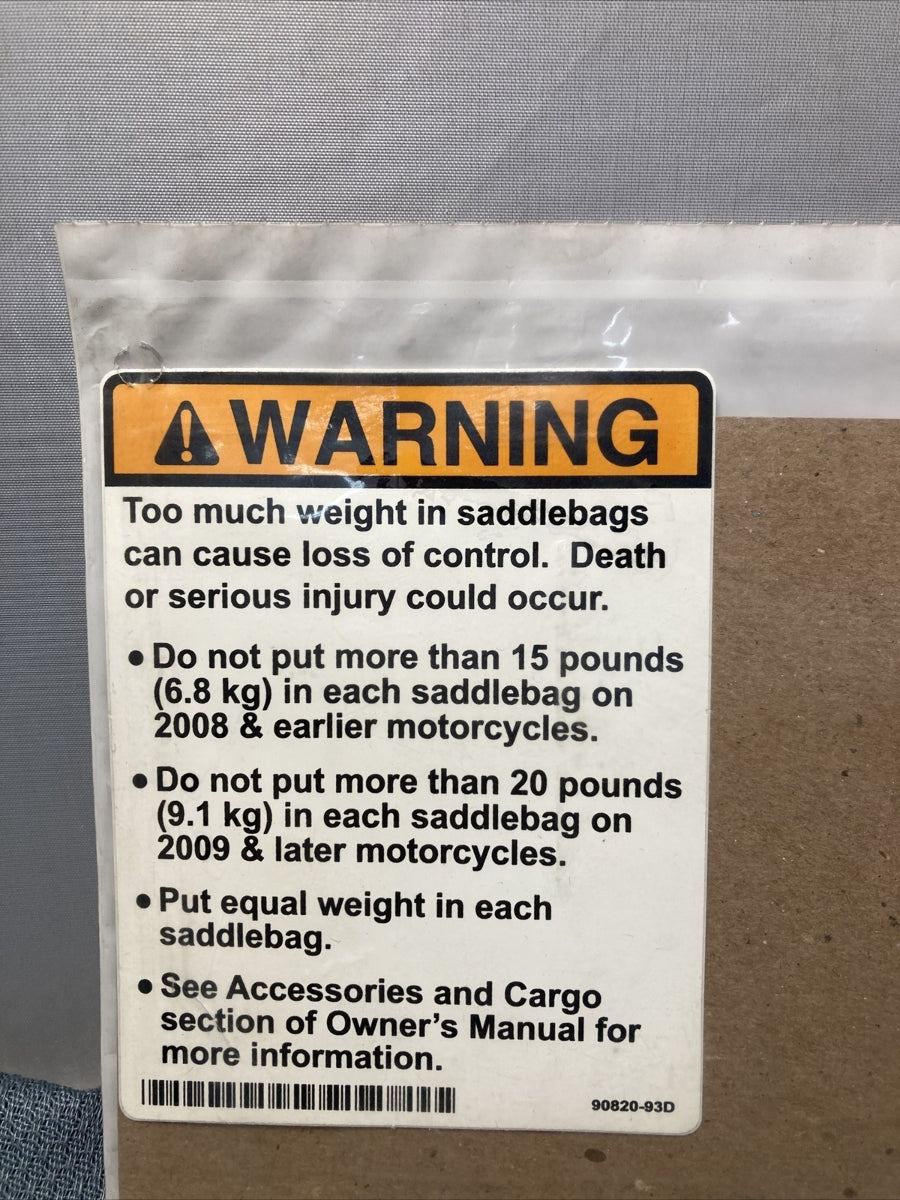 WARNING
Too much weight in saddlebags
can cause loss of control.  Death
or serious injury could occur.
• Do not put more than 15 pounds
(6.8 kg) in each saddlebag on
2008 & earlier motorcycles.
• Do not put more than 20 pounds
(9.1 kg) in each saddlebag on
2009 & later motorcycles.
• Put equal weight in each
saddlebag.
• See Accessories and Cargo
section of Owner's Manual for
more information.
90820-93D